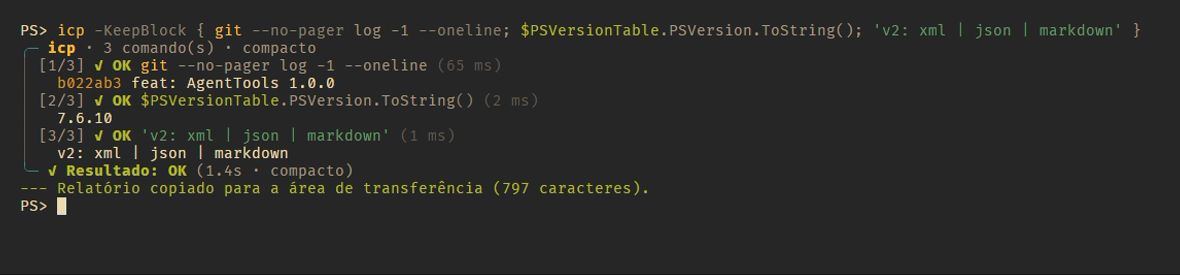 PS> icp -KeepBlock { git --no-pager log -1 --oneline; $PSVersionTable.PSVersion.ToString(); 'v2: xml | json | markdown' }
╭─ icp · 3 comando(s) · compacto
│ [1/3] √ OK git --no-pager log -1 --oneline (65 ms)
│   b022ab3 feat: AgentTools 1.0.0
│ [2/3] √ OK $PSVersionTable.PSVersion.ToString() (2 ms)
│   7.6.10
│ [3/3] √ OK 'v2: xml | json | markdown' (1 ms)
│   v2: xml | json | markdown
╰─ √ Resultado: OK (1.4s · compacto)
--- Relatório copiado para a área de transferência (797 caracteres).
PS>